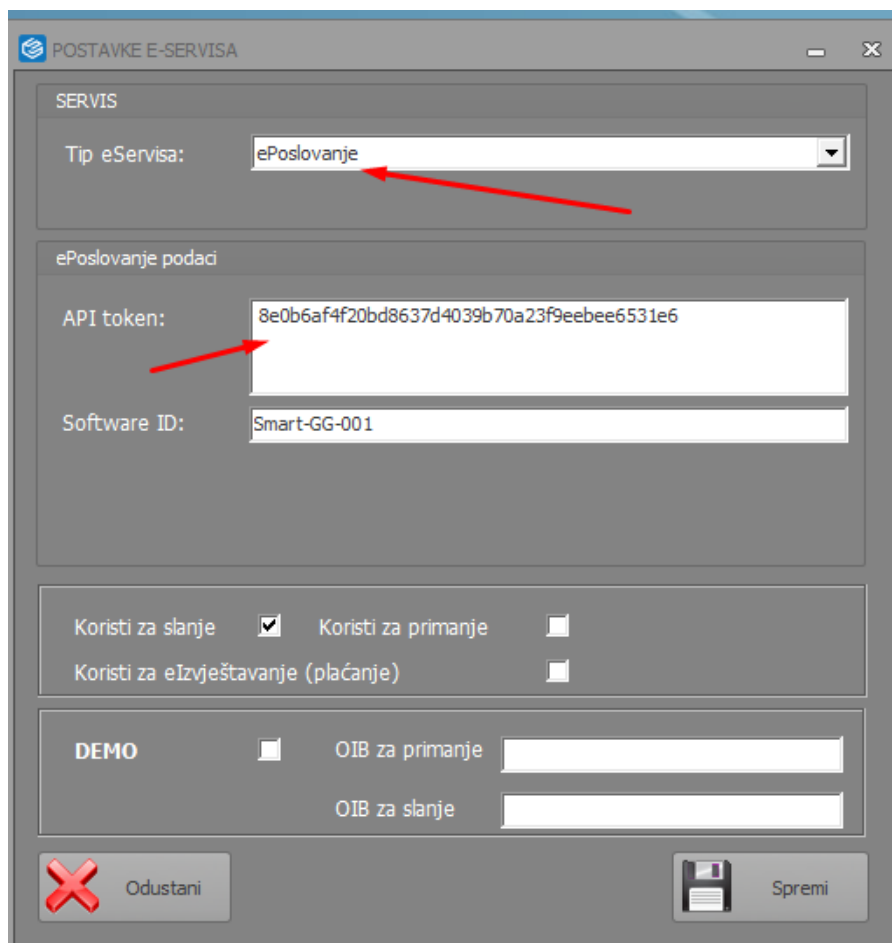 POSTAVKE E-SERVISA
SERVIS
Tip eServisa: ePoslovanje
ePoslovanje podaci
API token: 8e0b6af4f20bd8637d4039b70a23f9eebee6531e6
Software ID: Smart-GG-001
Koristi za slanje Koristi za primanje
Koristi za eIzvještavanje (plaćanje)
DEMO OIB za primanje
OIB za slanje
Odustani Spremi